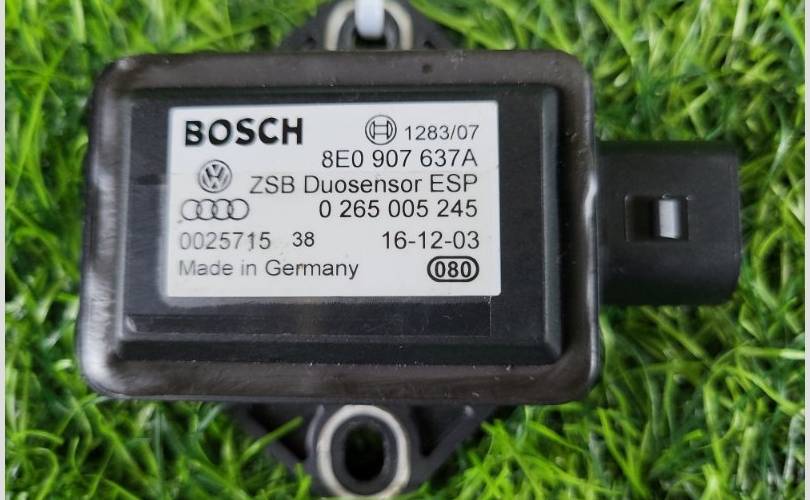 BOSCH 1283/07
8E0 907 637A
ZSB Duosensor ESP
0 265 005 245
0025715 38 16-12-03
Made in Germany 080